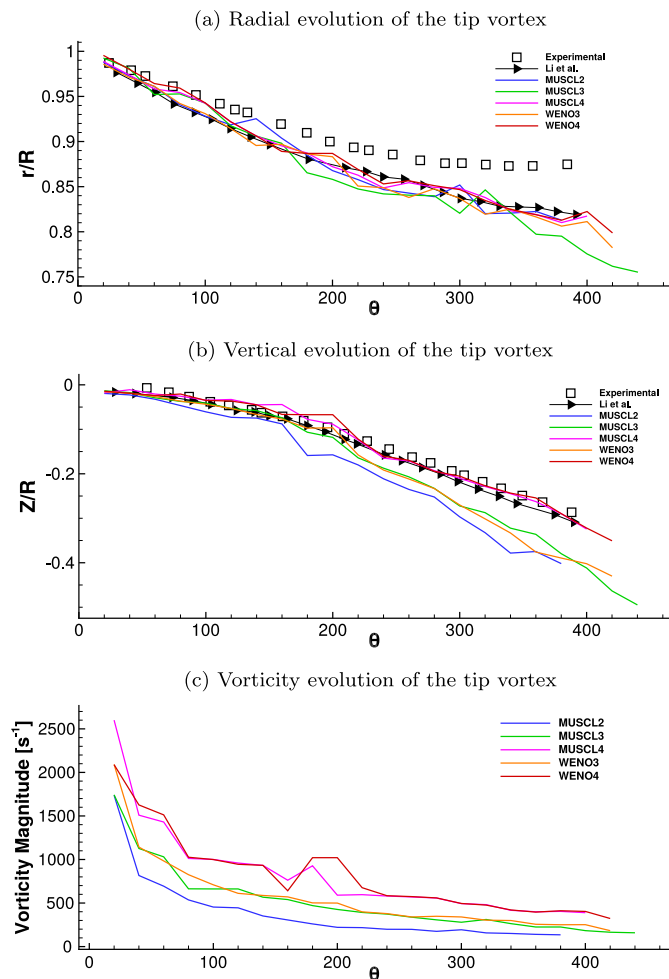 (a) Radial evolution of the tip vortex
r/R
1
0.95
0.9
0.85
0.8
0.75
0
100
200
300
400
θ
Experimental
Li et al.
MUSCL2
MUSCL3
MUSCL4
WENO3
WENO4
(b) Vertical evolution of the tip vortex
Z/R
0
-0.2
-0.4
0
100
200
300
400
θ
Experimental
Li et al.
MUSCL2
MUSCL3
MUSCL4
WENO3
WENO4
(c) Vorticity evolution of the tip vortex
Vorticity Magnitude [s⁻¹]
2500
2000
1500
1000
500
0
0
100
200
300
400
θ
MUSCL2
MUSCL3
MUSCL4
WENO3
WENO4